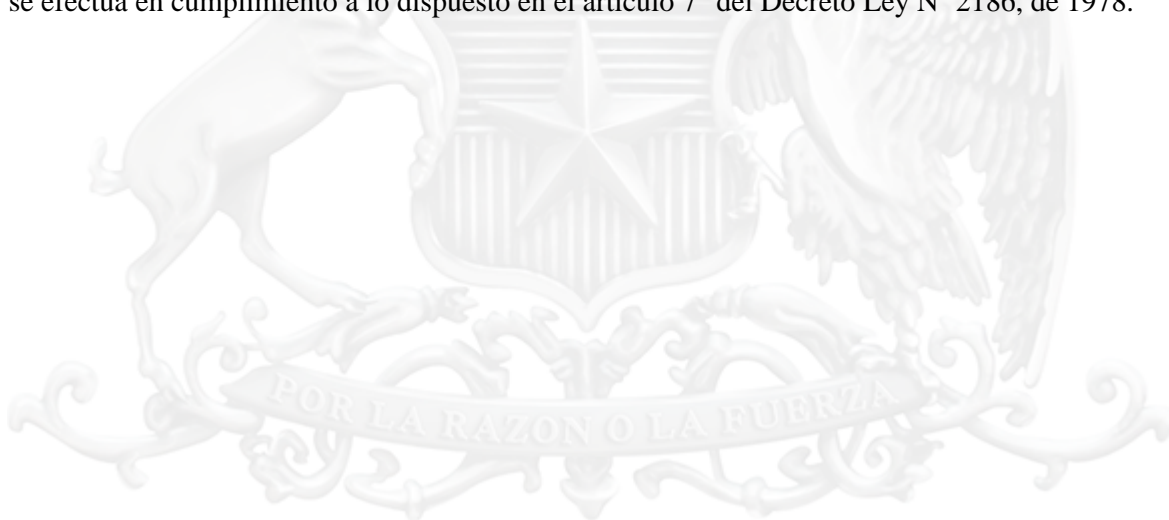 se efectúa en cumplimiento a lo dispuesto en el artículo 7° del Decreto Ley N° 2186, de 1978.
POR LA RAZON O LA FUERZA